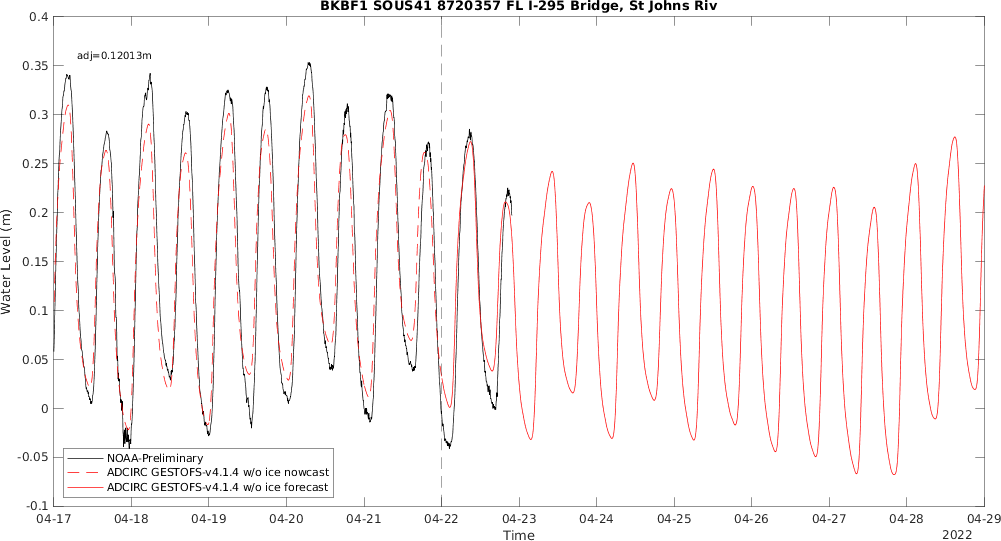 BKBF1 SOUS41 8720357 FL I-295 Bridge, St Johns Riv
adj=0.12013m
0.4
0.35
0.3
0.25
0.2
0.15
0.1
0.05
0
-0.05
-0.1
Water Level (m)
NOAA-Preliminary
ADCIRC GESTOFS-v4.1.4 w/o ice nowcast
ADCIRC GESTOFS-v4.1.4 w/o ice forecast
04-17 04-18 04-19 04-20 04-21 04-22 04-23 04-24 04-25 04-26 04-27 04-28 04-29
Time
2022